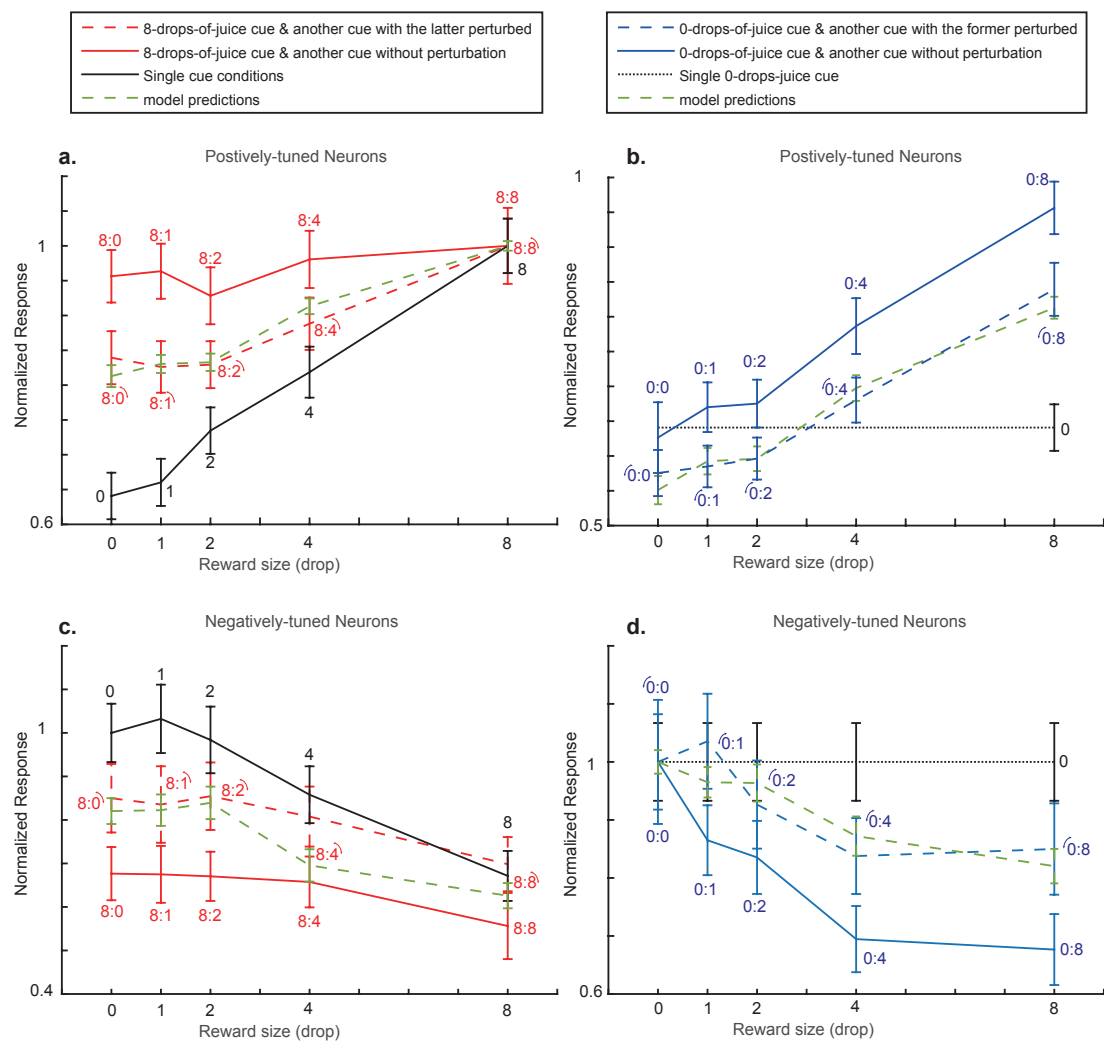 8-drops-of-juice cue & another cue with the latter perturbed
8-drops-of-juice cue & another cue without perturbation
Single cue conditions
model predictions
0-drops-of-juice cue & another cue with the former perturbed
0-drops-of-juice cue & another cue without perturbation
Single 0-drops-juice cue
model predictions
a.
Postively-tuned Neurons
Normalized Response
1
0.6
8:0
8:1
8:2
8:4
8:8
8:0)
8:1)
8:2)
8:4)
8:8)
0
1
2
4
8
0 1 2 4 8
Reward size (drop)
b.
Postively-tuned Neurons
Normalized Response
1
0.5
0:0
0:1
0:2
0:4
0:8
(0:0
(0:1
(0:2
(0:4
(0:8
0
0 1 2 4 8
Reward size (drop)
c.
Negatively-tuned Neurons
Normalized Response
1
0.4
0
1
2
4
8
8:0)
8:1)
8:2)
8:4)
8:8)
8:0
8:1
8:2
8:4
8:8
0 1 2 4 8
Reward size (drop)
d.
Negatively-tuned Neurons
Normalized Response
1
0.6
(0:0
(0:1
(0:2
(0:4
(0:8
0
0:0
0:1
0:2
0:4
0:8
0 1 2 4 8
Reward size (drop)